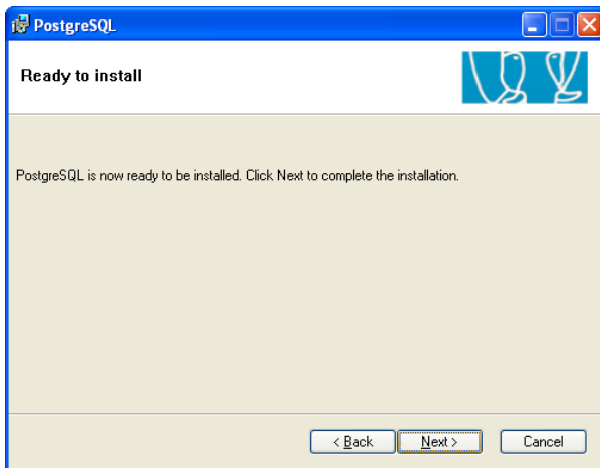 PostgreSQL
Ready to install
PostgreSQL is now ready to be installed. Click Next to complete the installation.
< Back Next > Cancel